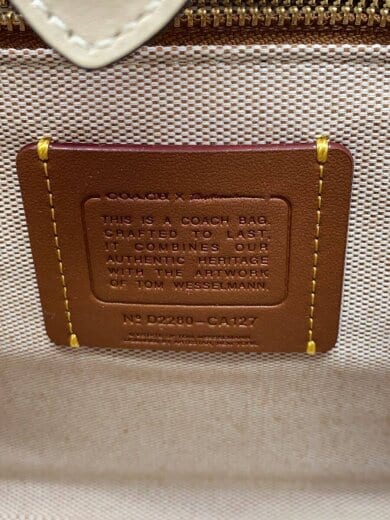 COACH X
THIS IS A COACH BAG.
CRAFTED TO LAST,
IT COMBINES OUR
AUTHENTIC HERITAGE
WITH THE ARTWORK
OF TOM WESSELMANN.
Nº D2280-CA127